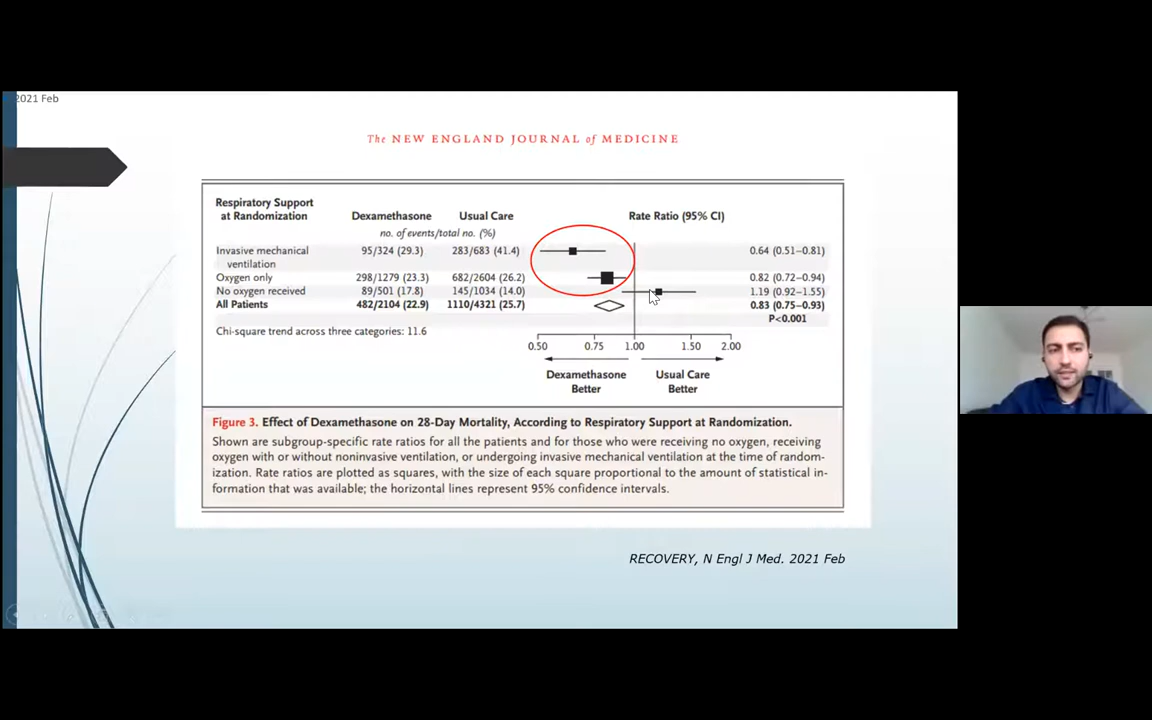 2021 Feb
The NEW ENGLAND JOURNAL of MEDICINE
Respiratory Support
at Randomization
Dexamethasone
Usual Care
Rate Ratio (95% CI)
no. of events/total no. (%)
Invasive mechanical
ventilation
95/324 (29.3)
283/683 (41.4)
0.64 (0.51–0.81)
Oxygen only
298/1279 (23.3)
682/2604 (26.2)
0.82 (0.72–0.94)
No oxygen received
89/501 (17.8)
145/1034 (14.0)
1.19 (0.92–1.55)
All Patients
482/2104 (22.9)
1110/4321 (25.7)
0.83 (0.75–0.93)
P<0.001
Chi-square trend across three categories: 11.6
0.50
0.75
1.00
1.50
2.00
Dexamethasone
Better
Usual Care
Better
Figure 3. Effect of Dexamethasone on 28-Day Mortality, According to Respiratory Support at Randomization.
Shown are subgroup-specific rate ratios for all the patients and for those who were receiving no oxygen, receiving
oxygen with or without noninvasive ventilation, or undergoing invasive mechanical ventilation at the time of random-
ization. Rate ratios are plotted as squares, with the size of each square proportional to the amount of statistical in-
formation that was available; the horizontal lines represent 95% confidence intervals.
RECOVERY, N Engl J Med. 2021 Feb